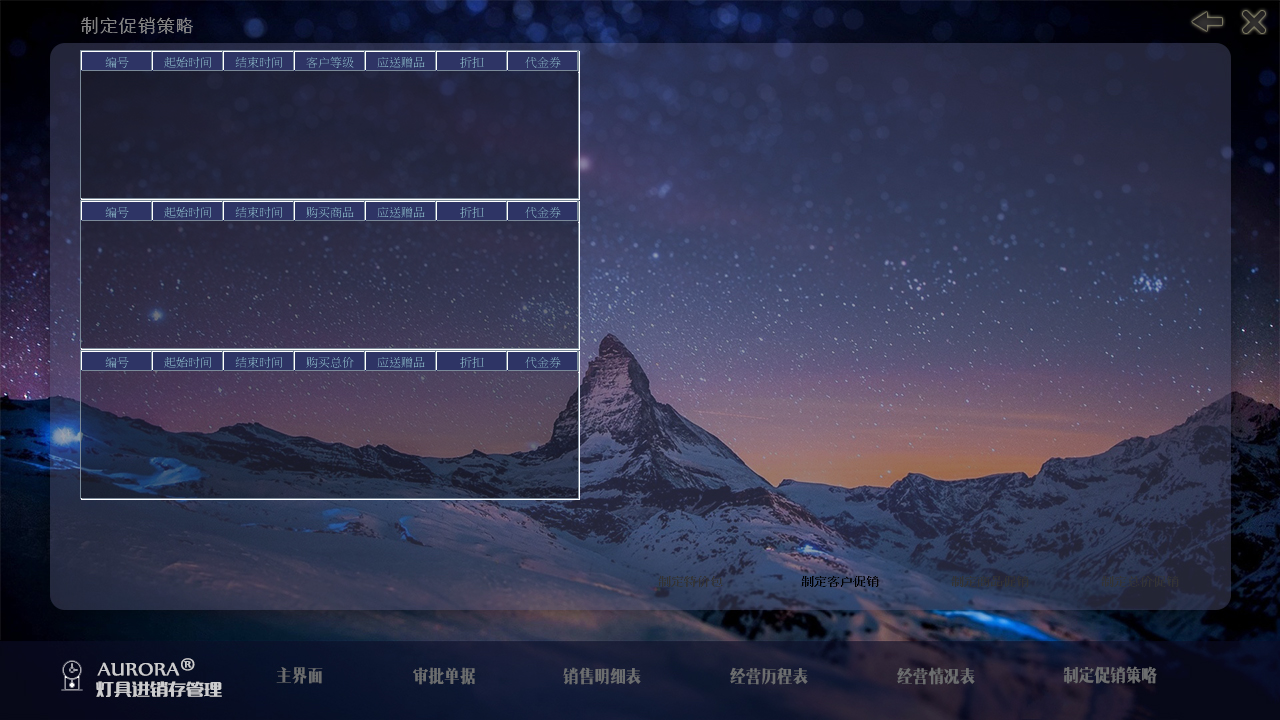 制定促销策略
编号 起始时间 结束时间 客户等级 应送赠品 折扣 代金券
编号 起始时间 结束时间 购买商品 应送赠品 折扣 代金券
编号 起始时间 结束时间 购买总价 应送赠品 折扣 代金券
制定客户促销
AURORA®
灯具进销存管理
主界面 审批单据 销售明细表 经营历程表 经营情况表 制定促销策略